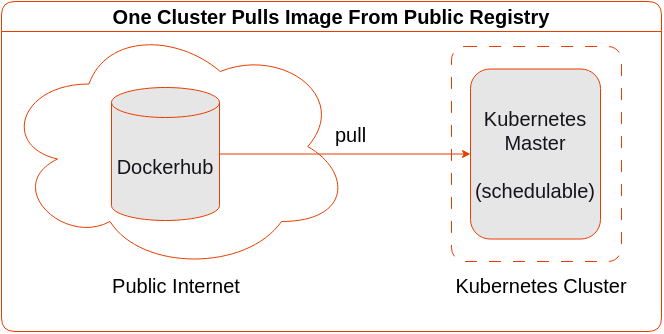 One Cluster Pulls Image From Public Registry
pull
Dockerhub
Kubernetes
Master
(schedulable)
Public Internet
Kubernetes Cluster